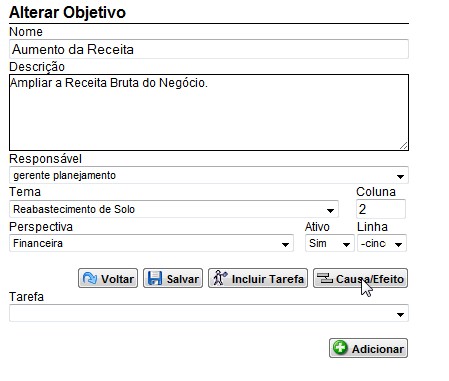 Alterar Objetivo
Nome
Aumento da Receita
Descrição
Ampliar a Receita Bruta do Negócio.
Responsável
gerente planejamento
Tema Coluna
Reabastecimento de Solo 2
Perspectiva Ativo Linha
Financeira Sim -cinc
Voltar Salvar Incluir Tarefa Causa/Efeito
Tarefa
Adicionar